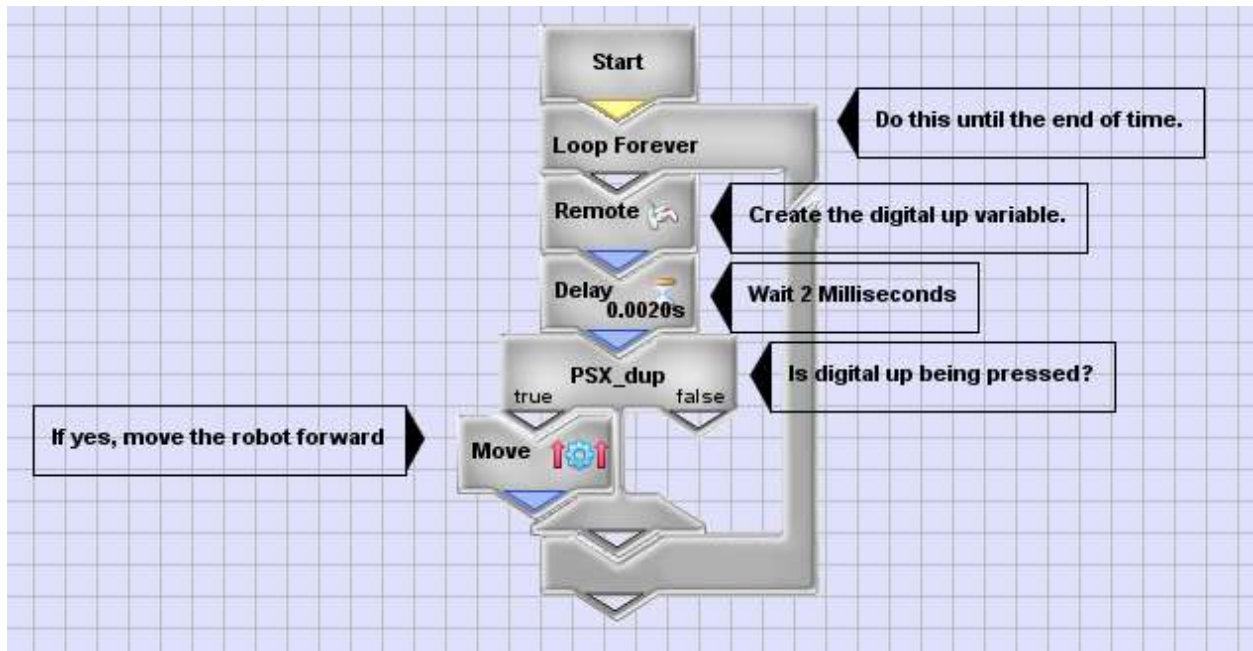 Start
Do this until the end of time.
Loop Forever
Remote
Create the digital up variable.
Delay
0.0020s
Wait 2 Milliseconds
PSX_dup
true
false
Is digital up being pressed?
If yes, move the robot forward
Move